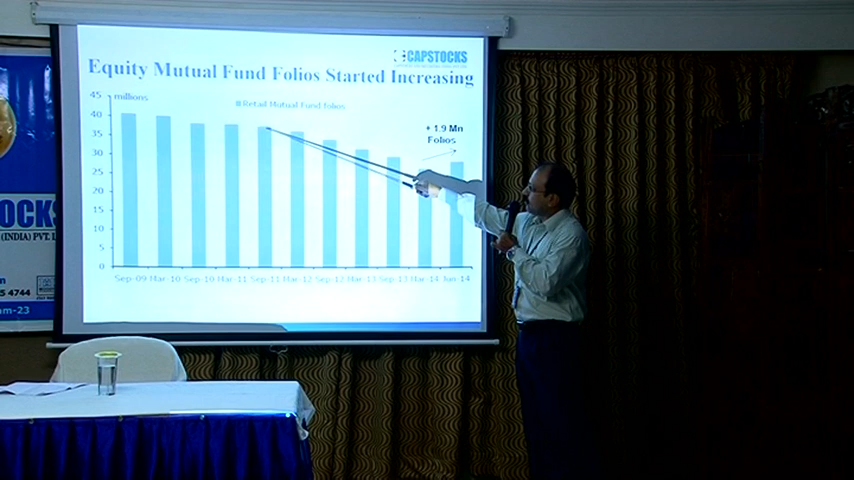 CAPSTOCKS
Equity Mutual Fund Folios Started Increasing
45
millions
Retail Mutual Fund folios
40
35
30
25
20
15
10
5
0
+ 1.9 Mn
Folios
Sep-09 Mar-10 Sep-10 Mar-11 Sep-11 Mar-12 Sep-12 Mar-13 Sep-13 Mar-14 Jun-14
OCKS
(INDIA) PVT. L
5 4744
am-23